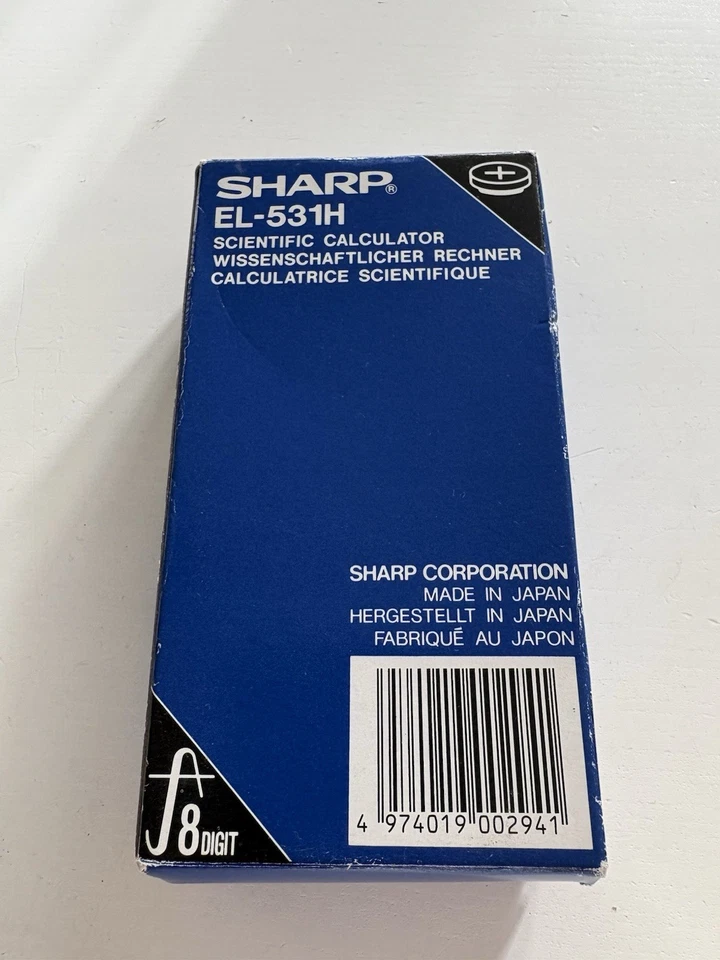 SHARP®
EL-531H
SCIENTIFIC CALCULATOR
WISSENSCHAFTLICHER RECHNER
CALCULATRICE SCIENTIFIQUE
SHARP CORPORATION
MADE IN JAPAN
HERGESTELLT IN JAPAN
FABRIQUÉ AU JAPON
4 974019 002941
f 8 DIGIT